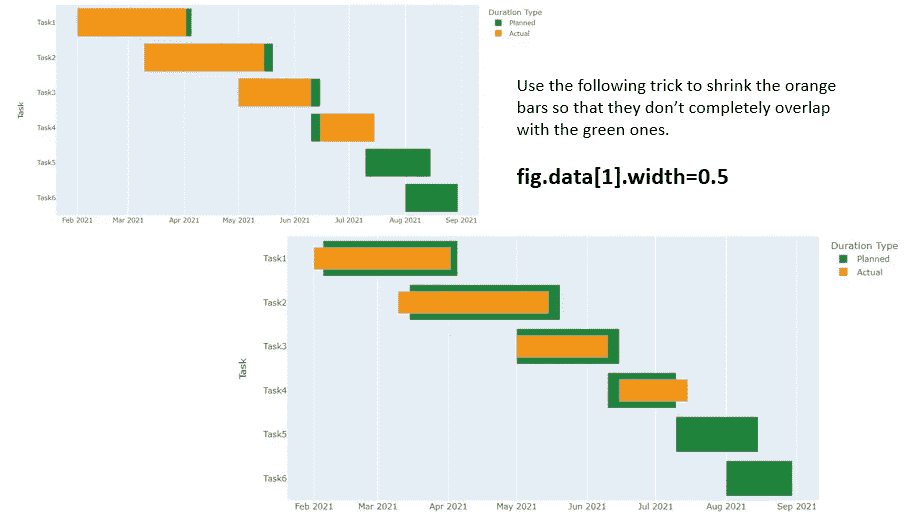 Duration Type
Planned
Actual
Task1
Task2
Task3
Task4
Task5
Task6
Task
Feb 2021 Mar 2021 Apr 2021 May 2021 Jun 2021 Jul 2021 Aug 2021 Sep 2021
Use the following trick to shrink the orange
bars so that they don’t completely overlap
with the green ones.
fig.data[1].width=0.5
Duration Type
Planned
Actual
Task1
Task2
Task3
Task4
Task5
Task6
Task
Feb 2021 Mar 2021 Apr 2021 May 2021 Jun 2021 Jul 2021 Aug 2021 Sep 2021